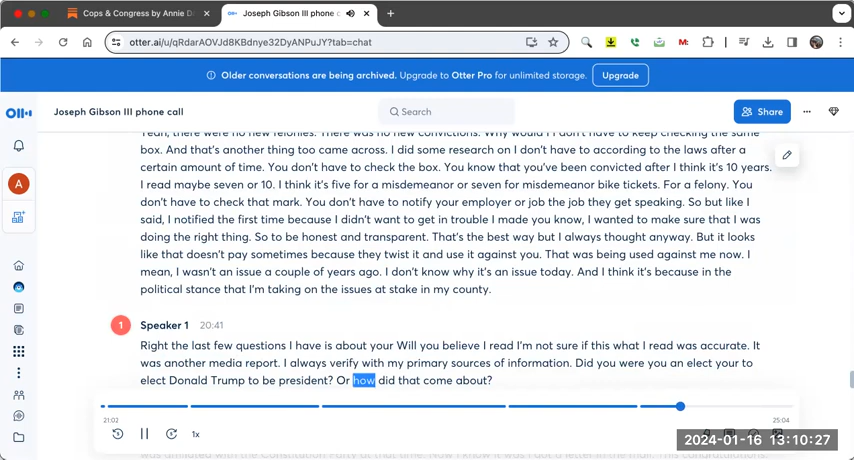 Cops & Congress by Annie D
Joseph Gibson III phone c
otter.ai/u/qRdarAOVJd8KBdnye32DyANPuJY?tab=chat
Older conversations are being archived. Upgrade to Otter Pro for unlimited storage.
Upgrade
Joseph Gibson III phone call
Search
Share
Yeah, there were no new felonies. There was no new convictions. Why would I I don't have to keep checking the same
box. And that's another thing too came across. I did some research on I don't have to according to the laws after a
certain amount of time. You don't have to check the box. You know that you've been convicted after I think it's 10 years.
I read maybe seven or 10. I think it's five for a misdemeanor or seven for misdemeanor bike tickets. For a felony. You
don't have to check that mark. You don't have to notify your employer or job the job they get speaking. So but like I
said, I notified the first time because I didn't want to get in trouble I made you know, I wanted to make sure that I was
doing the right thing. So to be honest and transparent. That's the best way but I always thought anyway. But it looks
like that doesn't pay sometimes because they twist it and use it against you. That was being used against me now. I
mean, I wasn't an issue a couple of years ago. I don't know why it's an issue today. And I think it's because in the
political stance that I'm taking on the issues at stake in my county.
1
Speaker 1 20:41
Right the last few questions I have is about your Will you believe I read I'm not sure if this what I read was accurate. It
was another media report. I always verify with my primary sources of information. Did you were you an elect your to
elect Donald Trump to be president? Or how did that come about?
21:02
25:04
1x
A
M:
2024-01-16 13:10:27